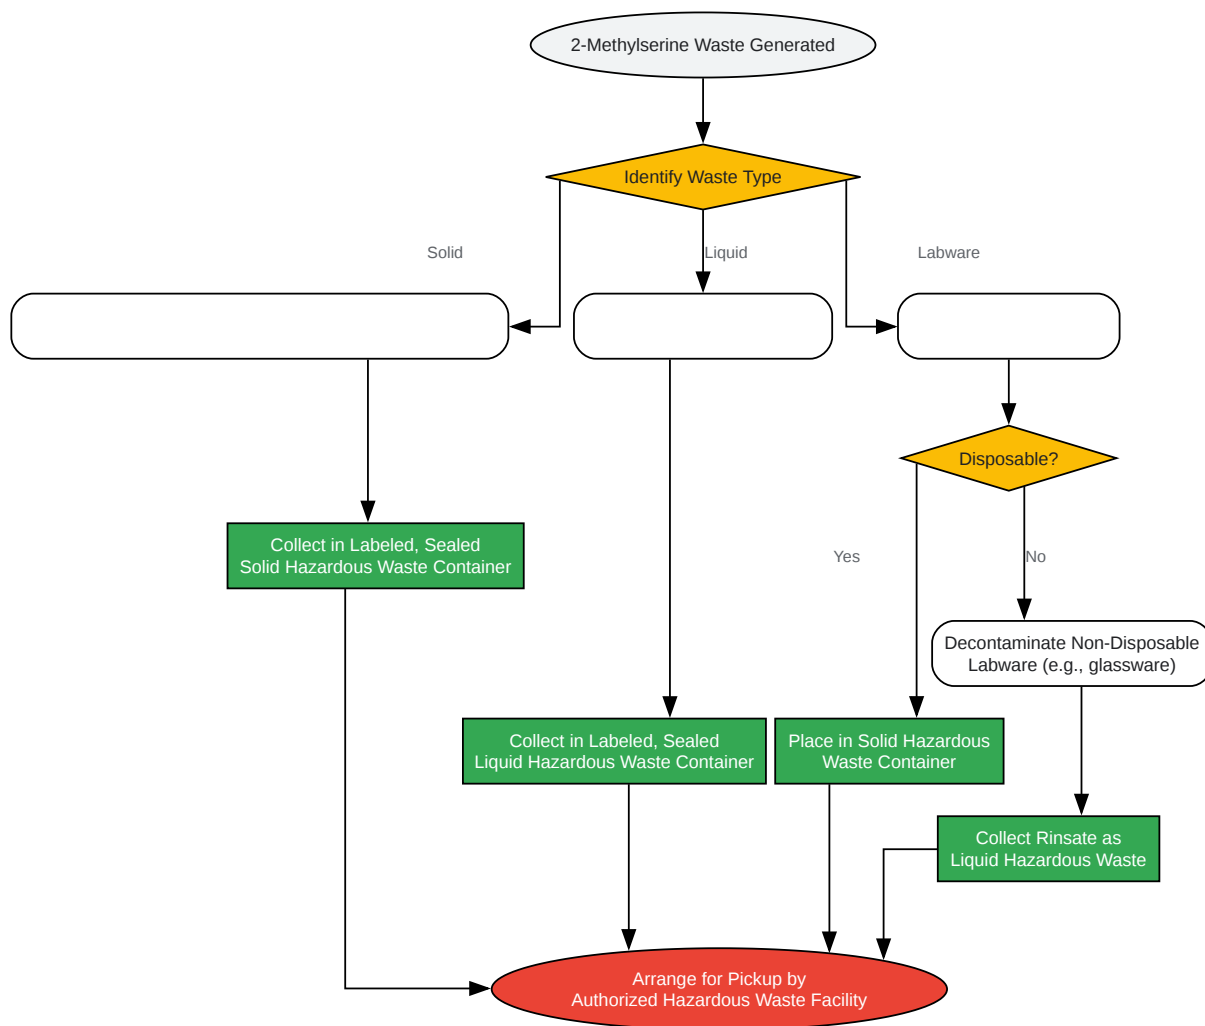 2-Methylserine Waste Generated
Identify Waste Type
Solid
Liquid
Labware
Disposable?
Collect in Labeled, Sealed
Solid Hazardous Waste Container
Yes
No
Decontaminate Non-Disposable
Labware (e.g., glassware)
Collect in Labeled, Sealed
Liquid Hazardous Waste Container
Place in Solid Hazardous
Waste Container
Collect Rinsate as
Liquid Hazardous Waste
Arrange for Pickup by
Authorized Hazardous Waste Facility